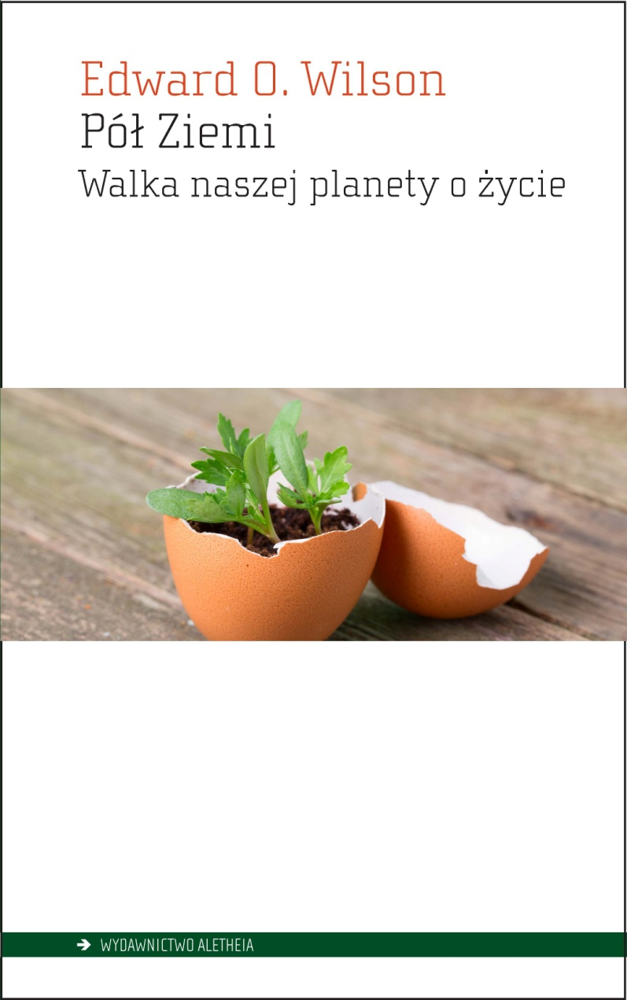 Edward O. Wilson
Pół Ziemi
Walka naszej planety o życie
➔ WYDAWNICTWO ALETHEIA